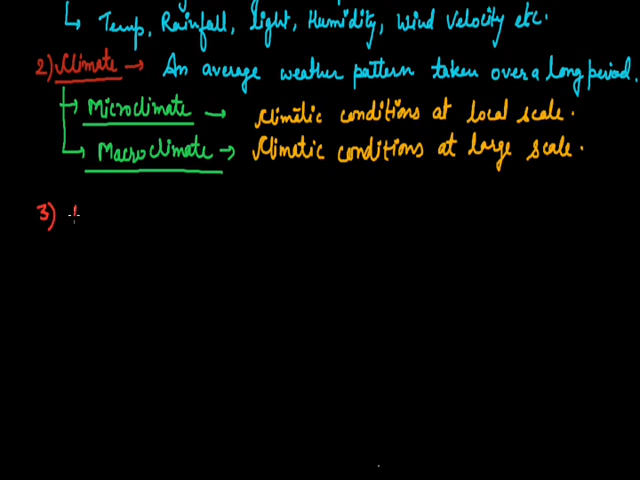 ↳ Temp, Rainfall, Light, Humidity, Wind Velocity etc.
2) Climate → An average weather pattern taken over a long period.
→ Microclimate → Climatic conditions at local scale.
→ Macroclimate → Climatic conditions at large scale.
3)